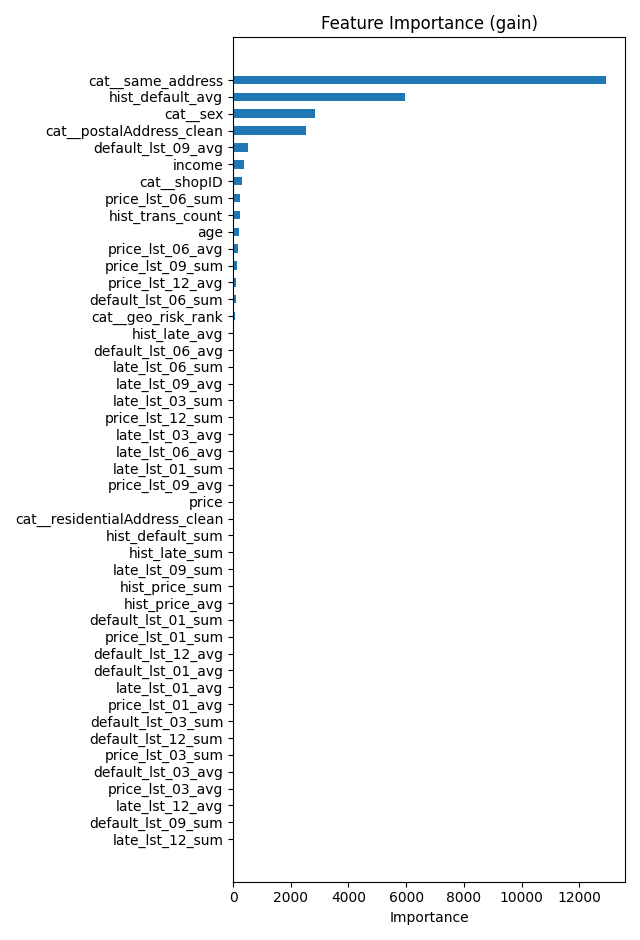 Feature Importance (gain)
cat__same_address
hist_default_avg
cat__sex
cat__postalAddress_clean
default_lst_09_avg
income
cat__shopID
price_lst_06_sum
hist_trans_count
age
price_lst_06_avg
price_lst_09_sum
price_lst_12_avg
default_lst_06_sum
cat__geo_risk_rank
hist_late_avg
default_lst_06_avg
late_lst_06_sum
late_lst_09_avg
late_lst_03_sum
price_lst_12_sum
late_lst_03_avg
late_lst_06_avg
late_lst_01_sum
price_lst_09_avg
price
cat__residentialAddress_clean
hist_default_sum
hist_late_sum
late_lst_09_sum
hist_price_sum
hist_price_avg
default_lst_01_sum
price_lst_01_sum
default_lst_12_avg
default_lst_01_avg
late_lst_01_avg
price_lst_01_avg
default_lst_03_sum
default_lst_12_sum
price_lst_03_sum
default_lst_03_avg
price_lst_03_avg
late_lst_12_avg
default_lst_09_sum
late_lst_12_sum
0 2000 4000 6000 8000 10000 12000
Importance